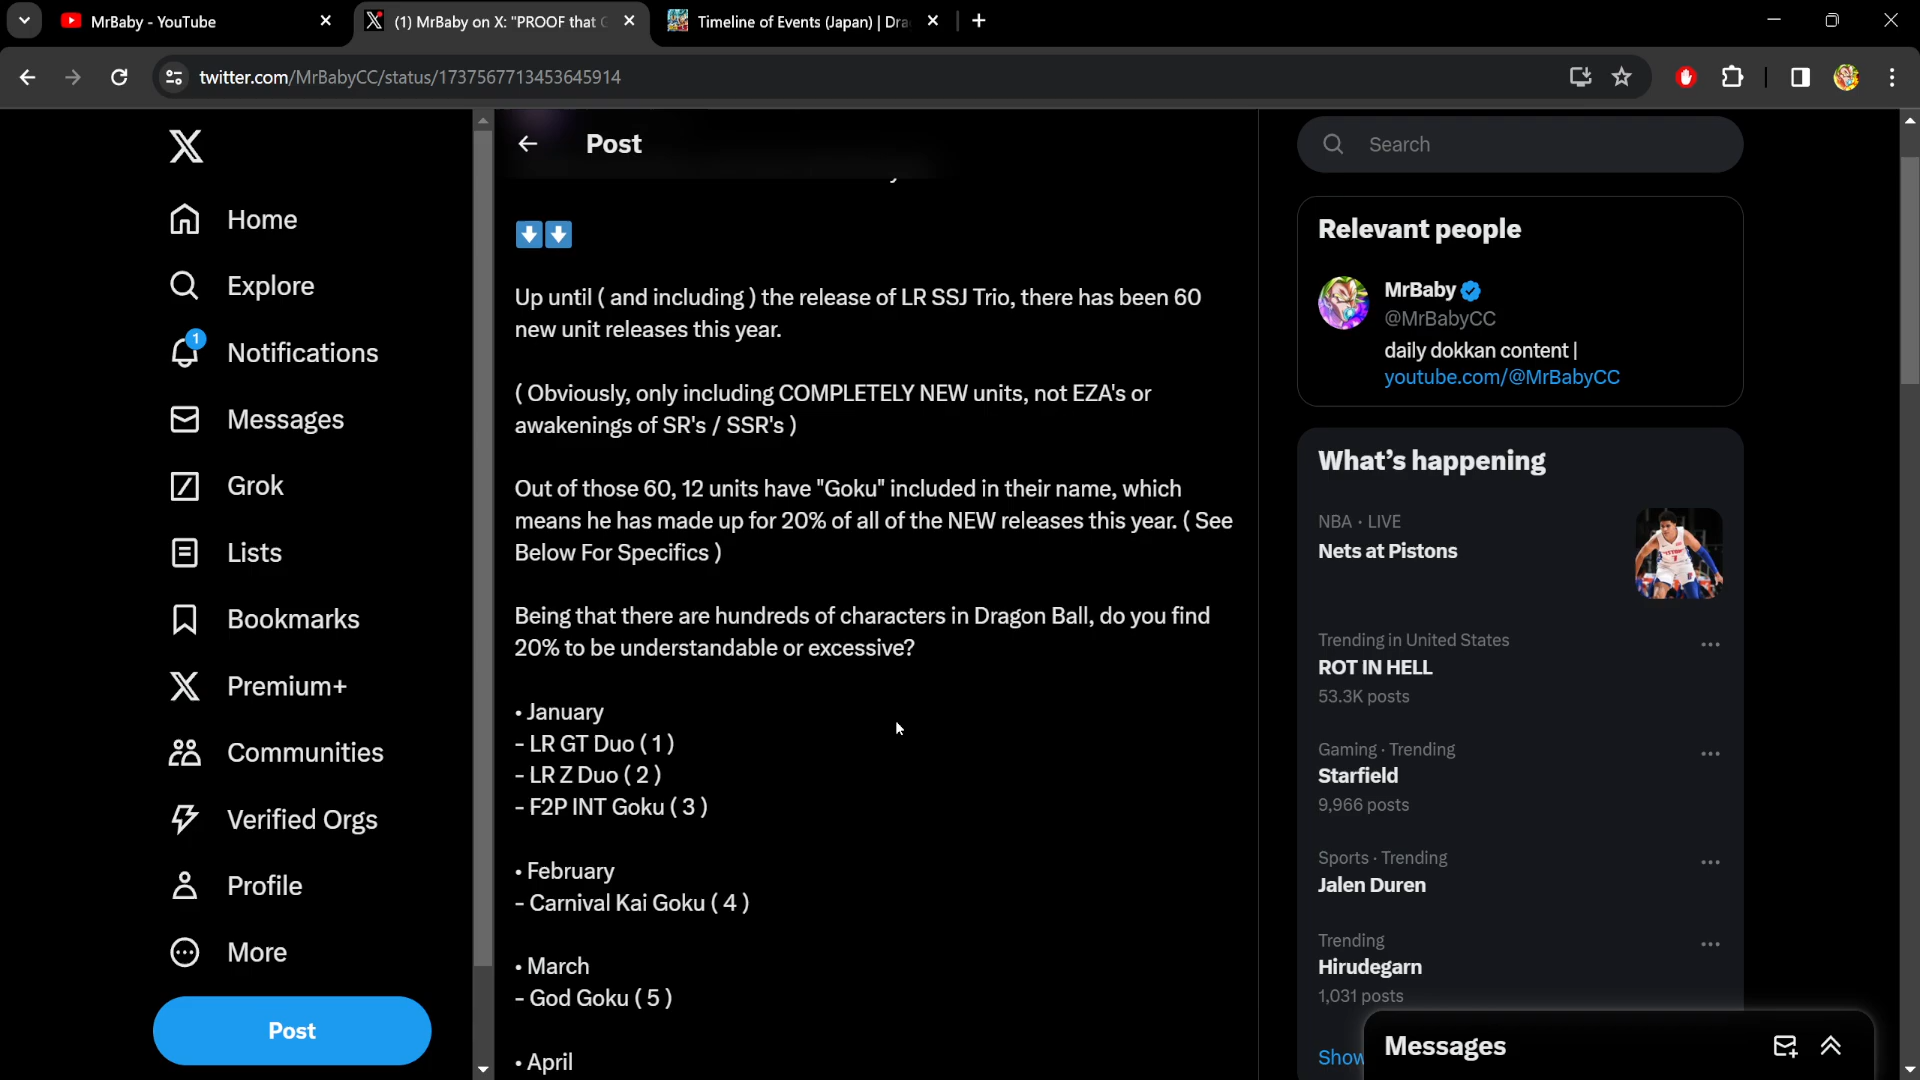 MrBaby - YouTube
(1) MrBaby on X: "PROOF that
Timeline of Events (Japan) | Dra
twitter.com/MrBabyCC/status/1737567713453645914
Home
Explore
1
Notifications
Messages
Grok
Lists
Bookmarks
Premium+
Communities
Verified Orgs
Profile
More
Post
Post
Up until ( and including ) the release of LR SSJ Trio, there has been 60
new unit releases this year.
( Obviously, only including COMPLETELY NEW units, not EZA's or
awakenings of SR's / SSR's )
Out of those 60, 12 units have "Goku" included in their name, which
means he has made up for 20% of all of the NEW releases this year. ( See
Below For Specifics )
Being that there are hundreds of characters in Dragon Ball, do you find
20% to be understandable or excessive?
• January
- LR GT Duo ( 1 )
- LR Z Duo ( 2 )
- F2P INT Goku ( 3 )
• February
- Carnival Kai Goku ( 4 )
• March
- God Goku ( 5 )
• April
Search
Relevant people
MrBaby
@MrBabyCC
daily dokkan content |
youtube.com/@MrBabyCC
What's happening
NBA · LIVE
Nets at Pistons
Trending in United States
ROT IN HELL
53.3K posts
Gaming · Trending
Starfield
9,966 posts
Sports · Trending
Jalen Duren
Trending
Hirudegarn
1,031 posts
Show
Messages